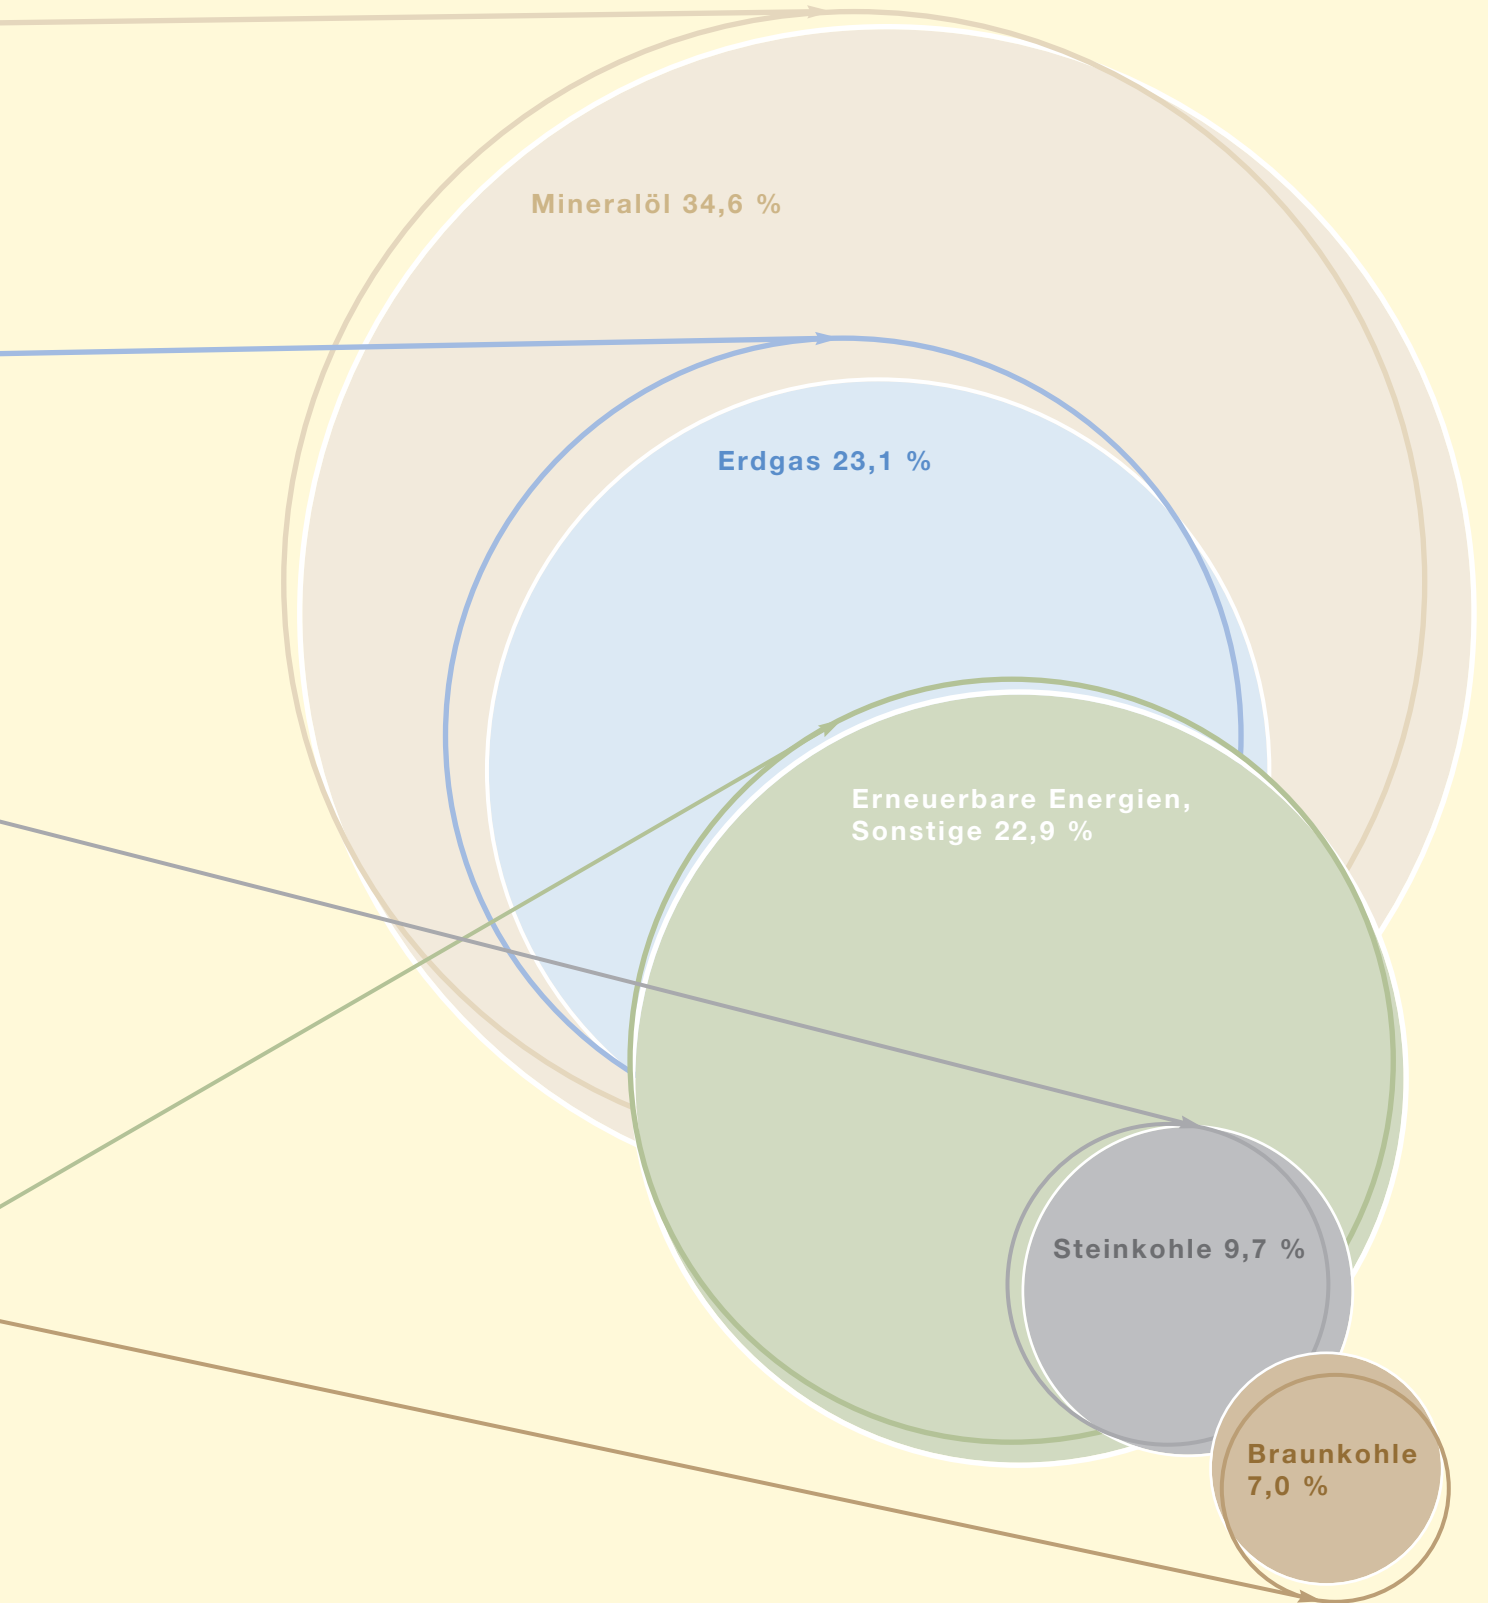 Mineralöl 34,6 %
Erdgas 23,1 %
Erneuerbare Energien,
Sonstige 22,9 %
Steinkohle 9,7 %
Braunkohle
7,0 %